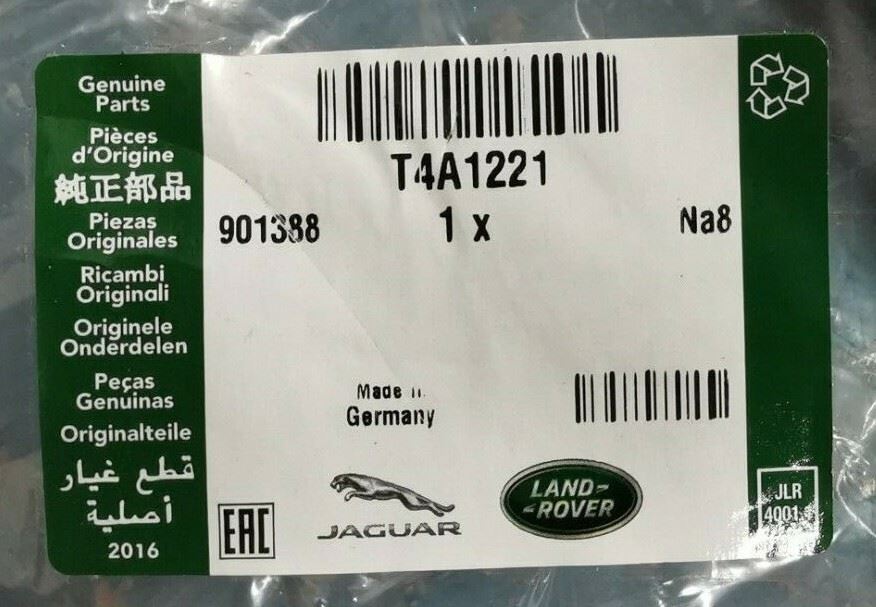 Genuine
Parts
Pièces
d'Origine
純正部品
Piezas
Originales
Ricambi
Originali
Originele
Onderdelen
Peças
Genuinas
Originalteile
قطع غيار
أصلية
2016
T4A1221
901388 1 x Na8
Made
Germany
EAC
JAGUAR
LAND-
-ROVER
JLR
4001